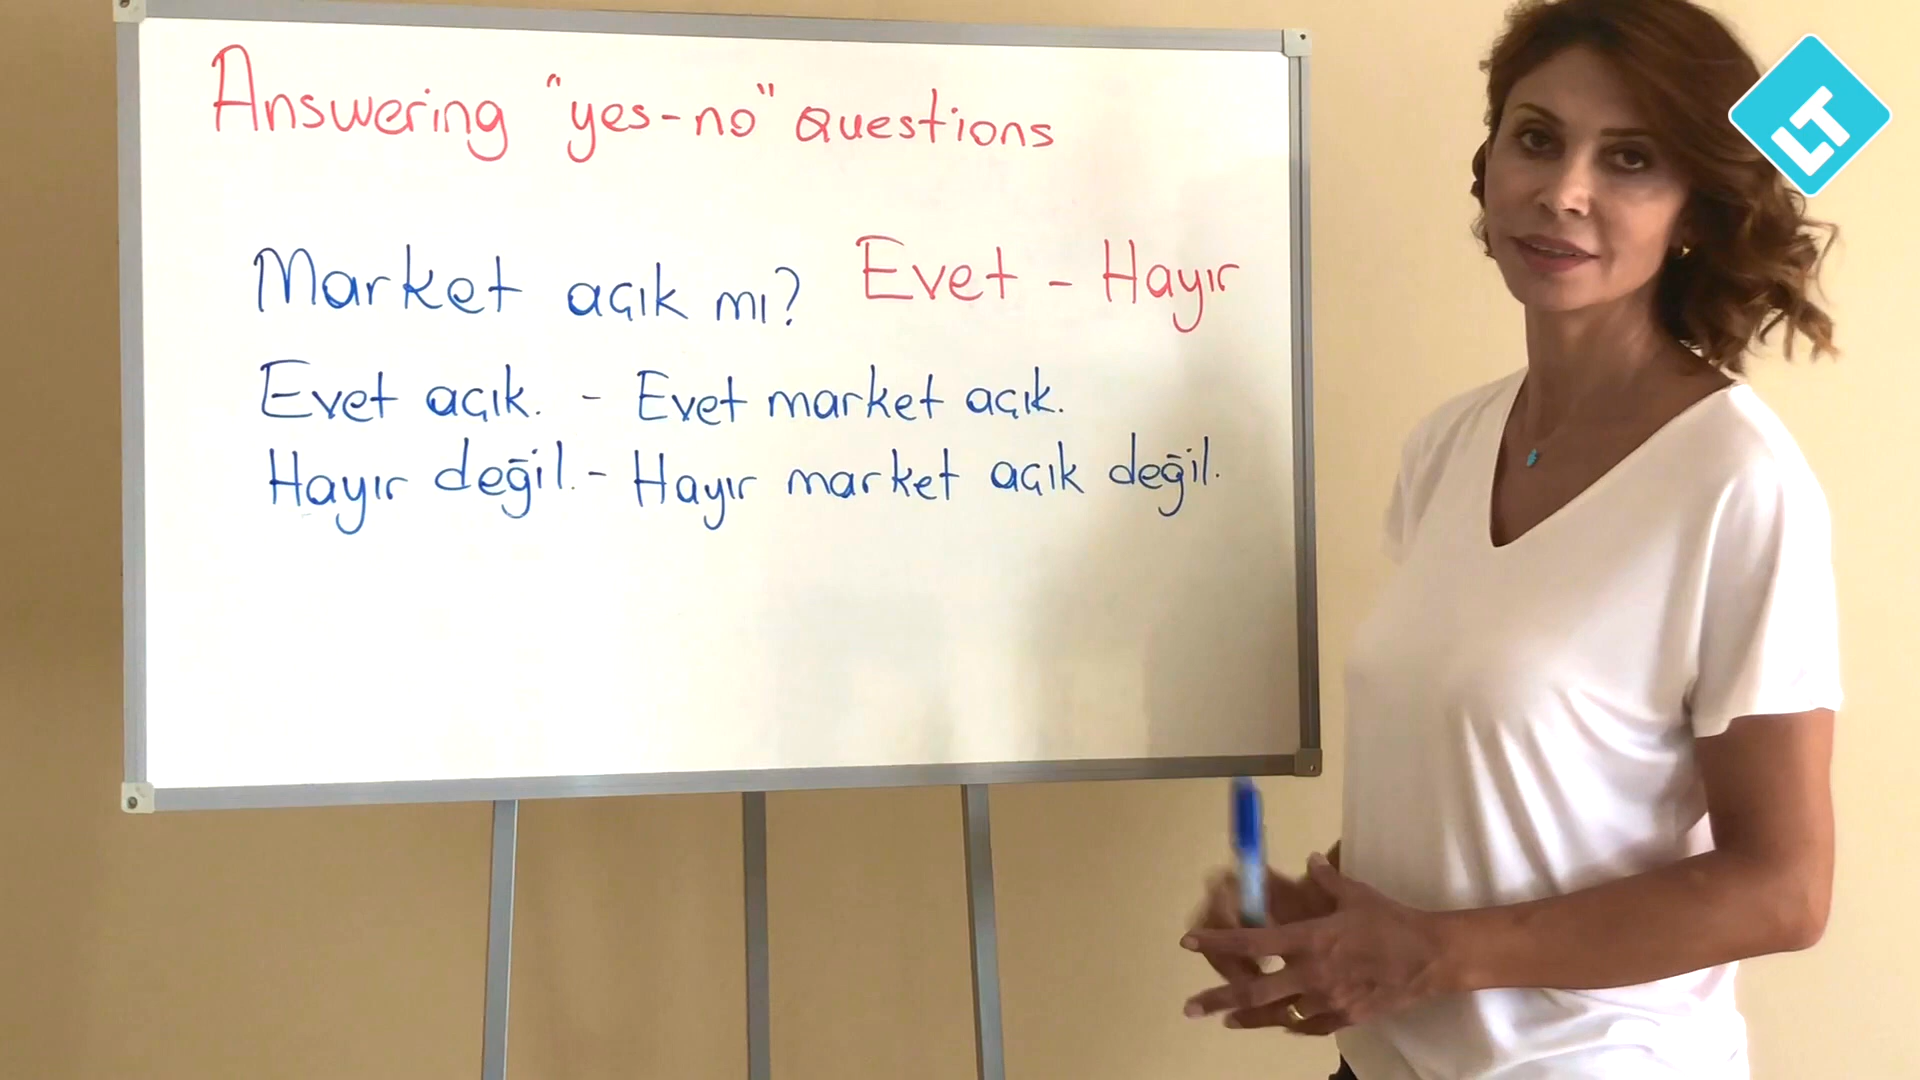 Answering "yes-no" questions
Market açık mı? Evet - Hayır
Evet açık. - Evet market açık.
Hayır değil. - Hayır market açık değil.
LT